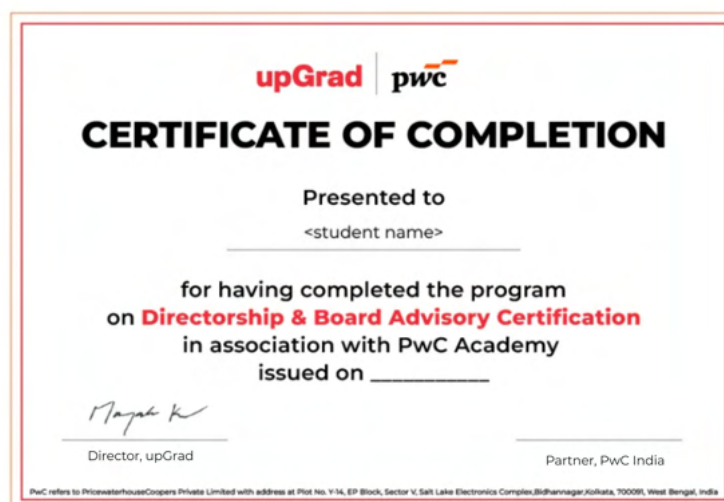 upGrad pwc
CERTIFICATE OF COMPLETION
Presented to
<student name>
for having completed the program
on Directorship & Board Advisory Certification
in association with PwC Academy
issued on ___________
Director, upGrad
Partner, PwC India
PwC refers to PricewaterhouseCoopers Private Limited with address at Plot No. Y-14, EP Block, Sector V, Salt Lake Electronics Complex,Bidhannagar,Kolkata, 700091, West Bengal, India